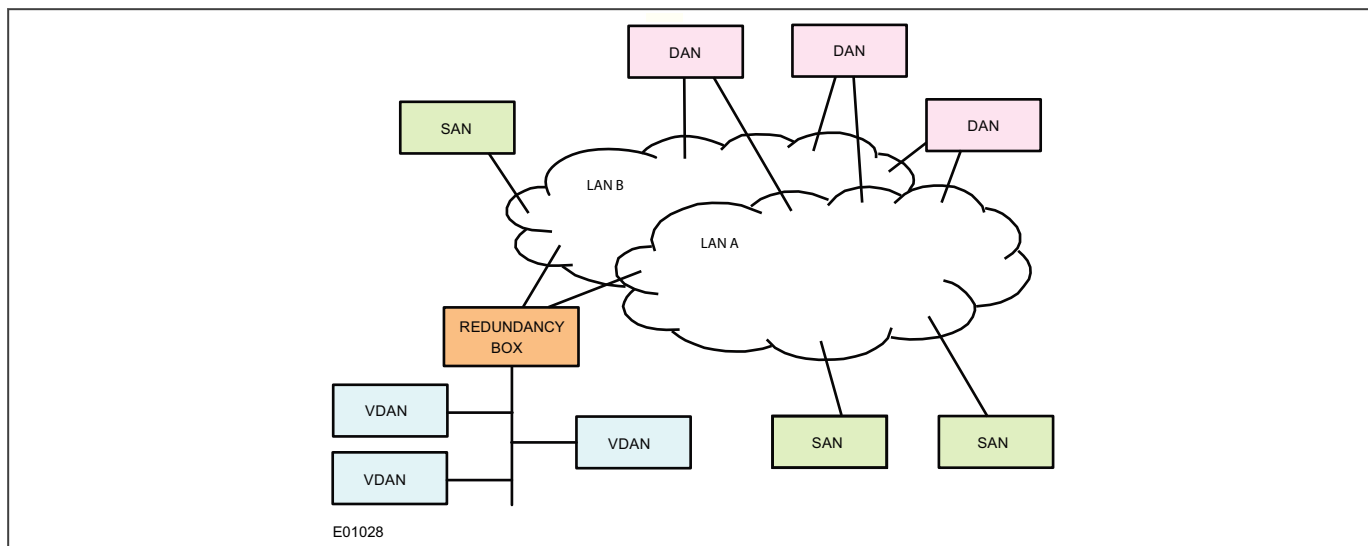 DAN
DAN
SAN
DAN
LAN B
LAN A
REDUNDANCY
BOX
VDAN
VDAN
SAN
SAN
VDAN
E01028